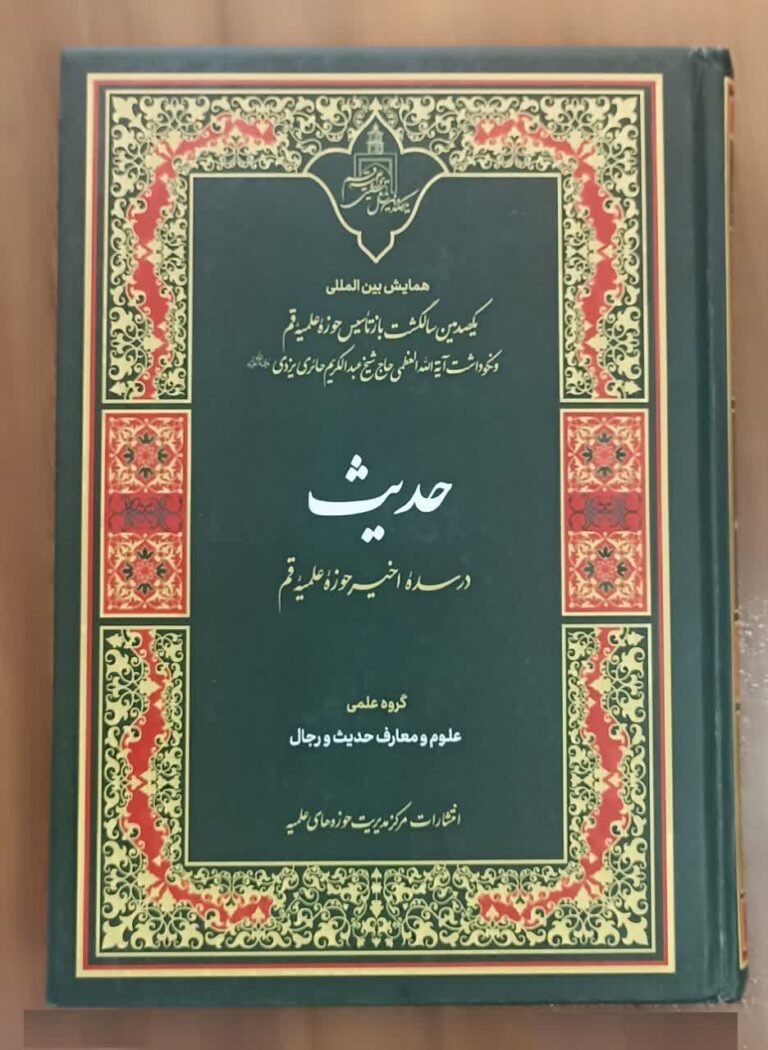 همایش بین المللی
یکصدمین سالگشت بازتأسیس حوزهٔ علمیهٔ قم
و نکوداشت آیة الله العظمی حاج شیخ عبدالکریم حائری یزدی
حدیث
در سدهٔ اخیر حوزهٔ علمیهٔ قم
گروه علمی
علوم و معارف حدیث و رجال
انتشارات مرکز مدیریت حوزه‌های علمیه